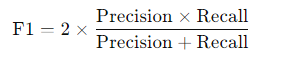 F1 = 2 × Precision × Recall / Precision + Recall